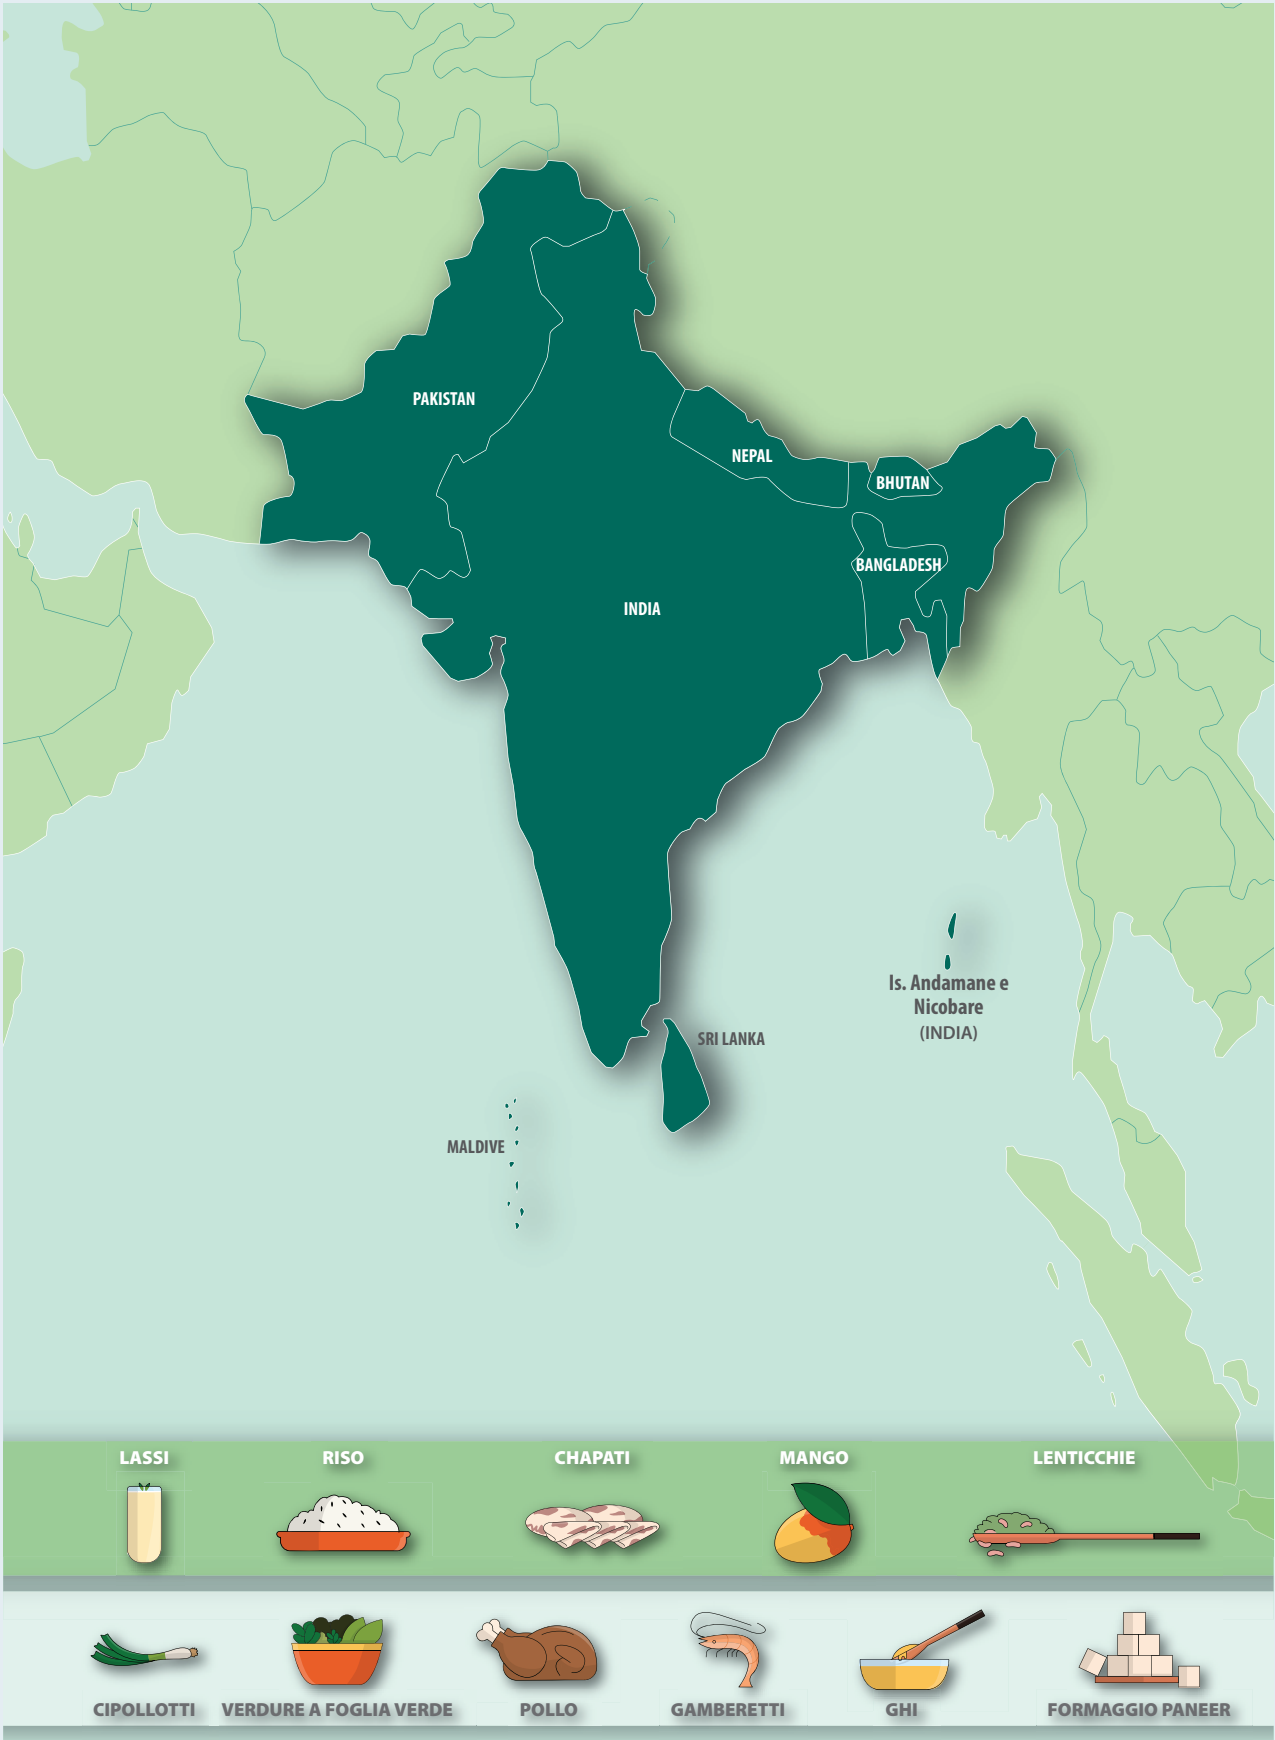 PAKISTAN
NEPAL
BHUTAN
BANGLADESH
INDIA
Is. Andamane e
Nicobare
(INDIA)
SRI LANKA
MALDIVE
LASSI
RISO
CHAPATI
MANGO
LENTICCHIE
CIPOLLOTTI
VERDURE A FOGLIA VERDE
POLLO
GAMBERETTI
GHI
FORMAGGIO PANEER